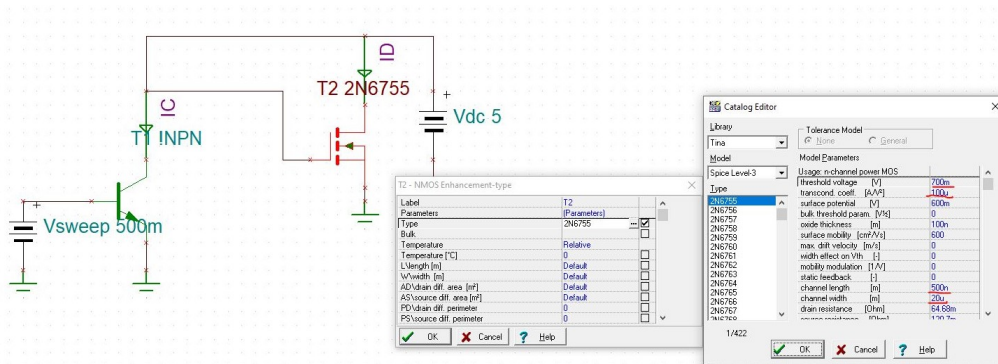 ID
T2 2N6755
IC
T1 !NPN
+
Vdc 5
+
Vsweep 500m
T2 - NMOS Enhancement-type
Label T2
Parameters (Parameters)
Type 2N6755 ...
Bulk
Temperature Relative
Temperature [°C] 0
L\length [m] Default
W\width [m] Default
AD\drain diff. area [m²] Default
AS\source diff. area [m²] Default
PD\drain diff. perimeter 0
PS\source diff. perimeter 0
OK Cancel ? Help
Catalog Editor
Library
Tina
Tolerance Model
None General
Model
Spice Level-3
Model Parameters
Usage: n-channel power MOS
threshold voltage [V] 700m
transcond. coeff. [A/V²] 100u
surface potential [V] 600m
bulk threshold param. [V½] 0
oxide thickness [m] 100n
surface mobility [cm²/Vs] 600
max. drift velocity [m/s] 0
width effect on Vth [-] 0
mobility modulation [1/V] 0
static feedback [-] 0
channel length [m] 500n
channel width [m] 20u
drain resistance [Ohm] 64.68m
Type
2N6755
2N6756
2N6757
2N6758
2N6759
2N6760
2N6761
2N6762
2N6763
2N6764
2N6765
2N6766
2N6767
2N6768
1/422
OK Cancel ? Help